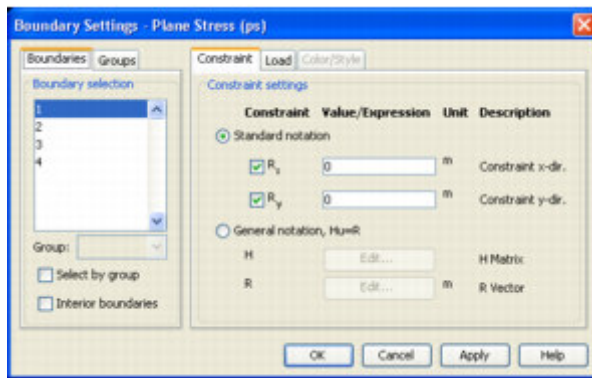 Boundary Settings - Plane Stress (ps)
Boundaries Groups
Boundary selection
1
2
3
4
Group:
Select by group
Interior boundaries
Constraint Load Color/Style
Constraint settings
Constraint Value/Expression Unit Description
Standard notation
Rx 0 m Constraint x-dir.
Ry 0 m Constraint y-dir.
General notation, Hu=R
H Edit... H Matrix
R Edit... m R Vector
OK Cancel Apply Help